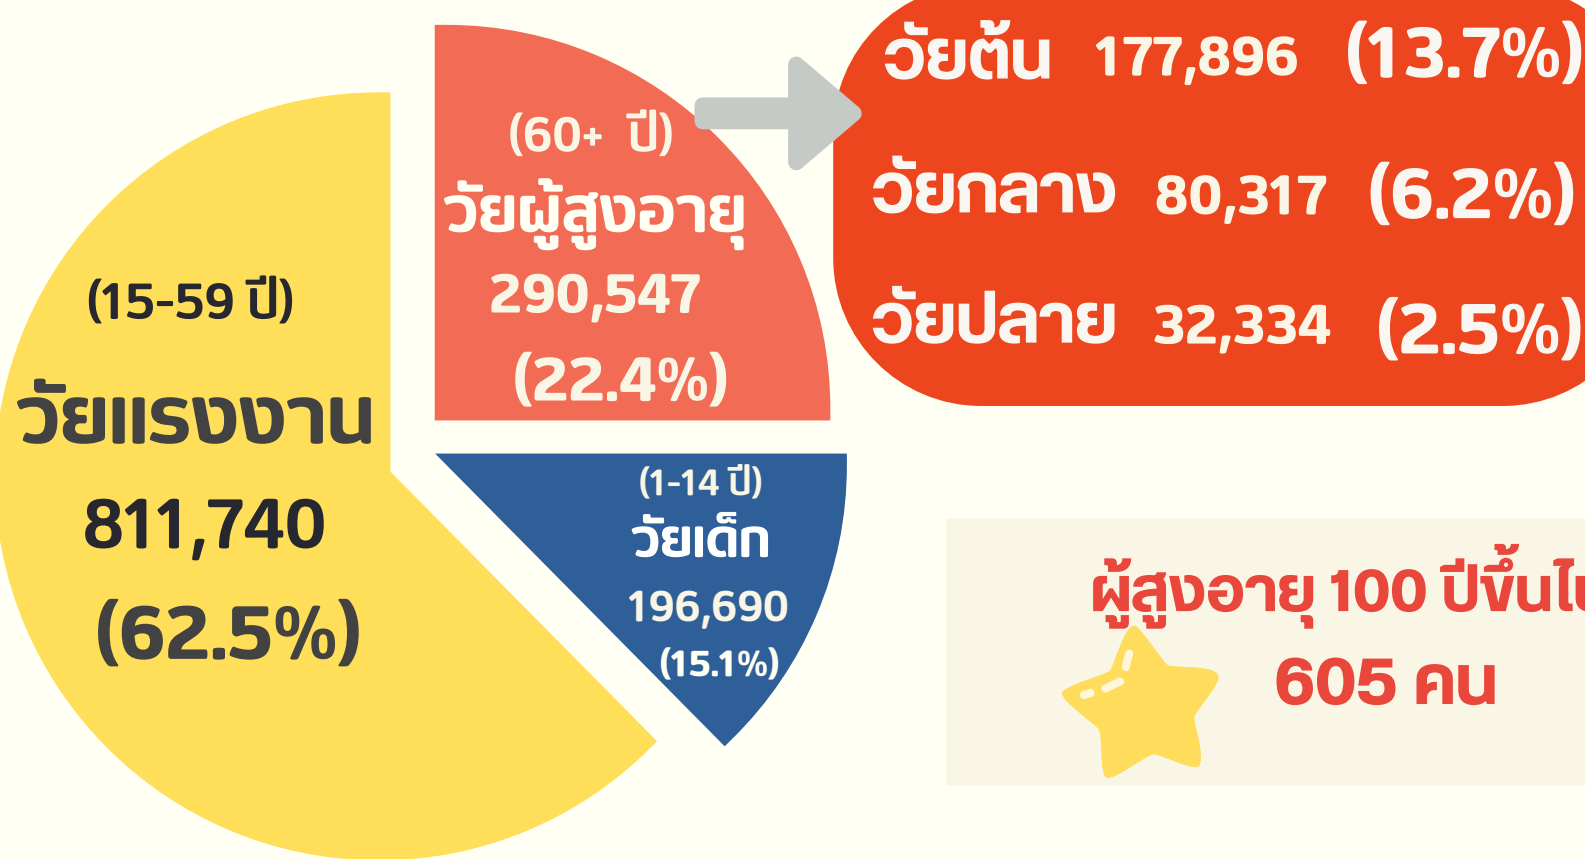 (15-59 ปี)
วัยแรงงาน
811,740
(62.5%)
(60+ ปี)
วัยผู้สูงอายุ
290,547
(22.4%)
(1-14 ปี)
วัยเด็ก
196,690
(15.1%)
วัยต้น 177,896 (13.7%)
วัยกลาง 80,317 (6.2%)
วัยปลาย 32,334 (2.5%)
ผู้สูงอายุ 100 ปีขึ้น
605 คน